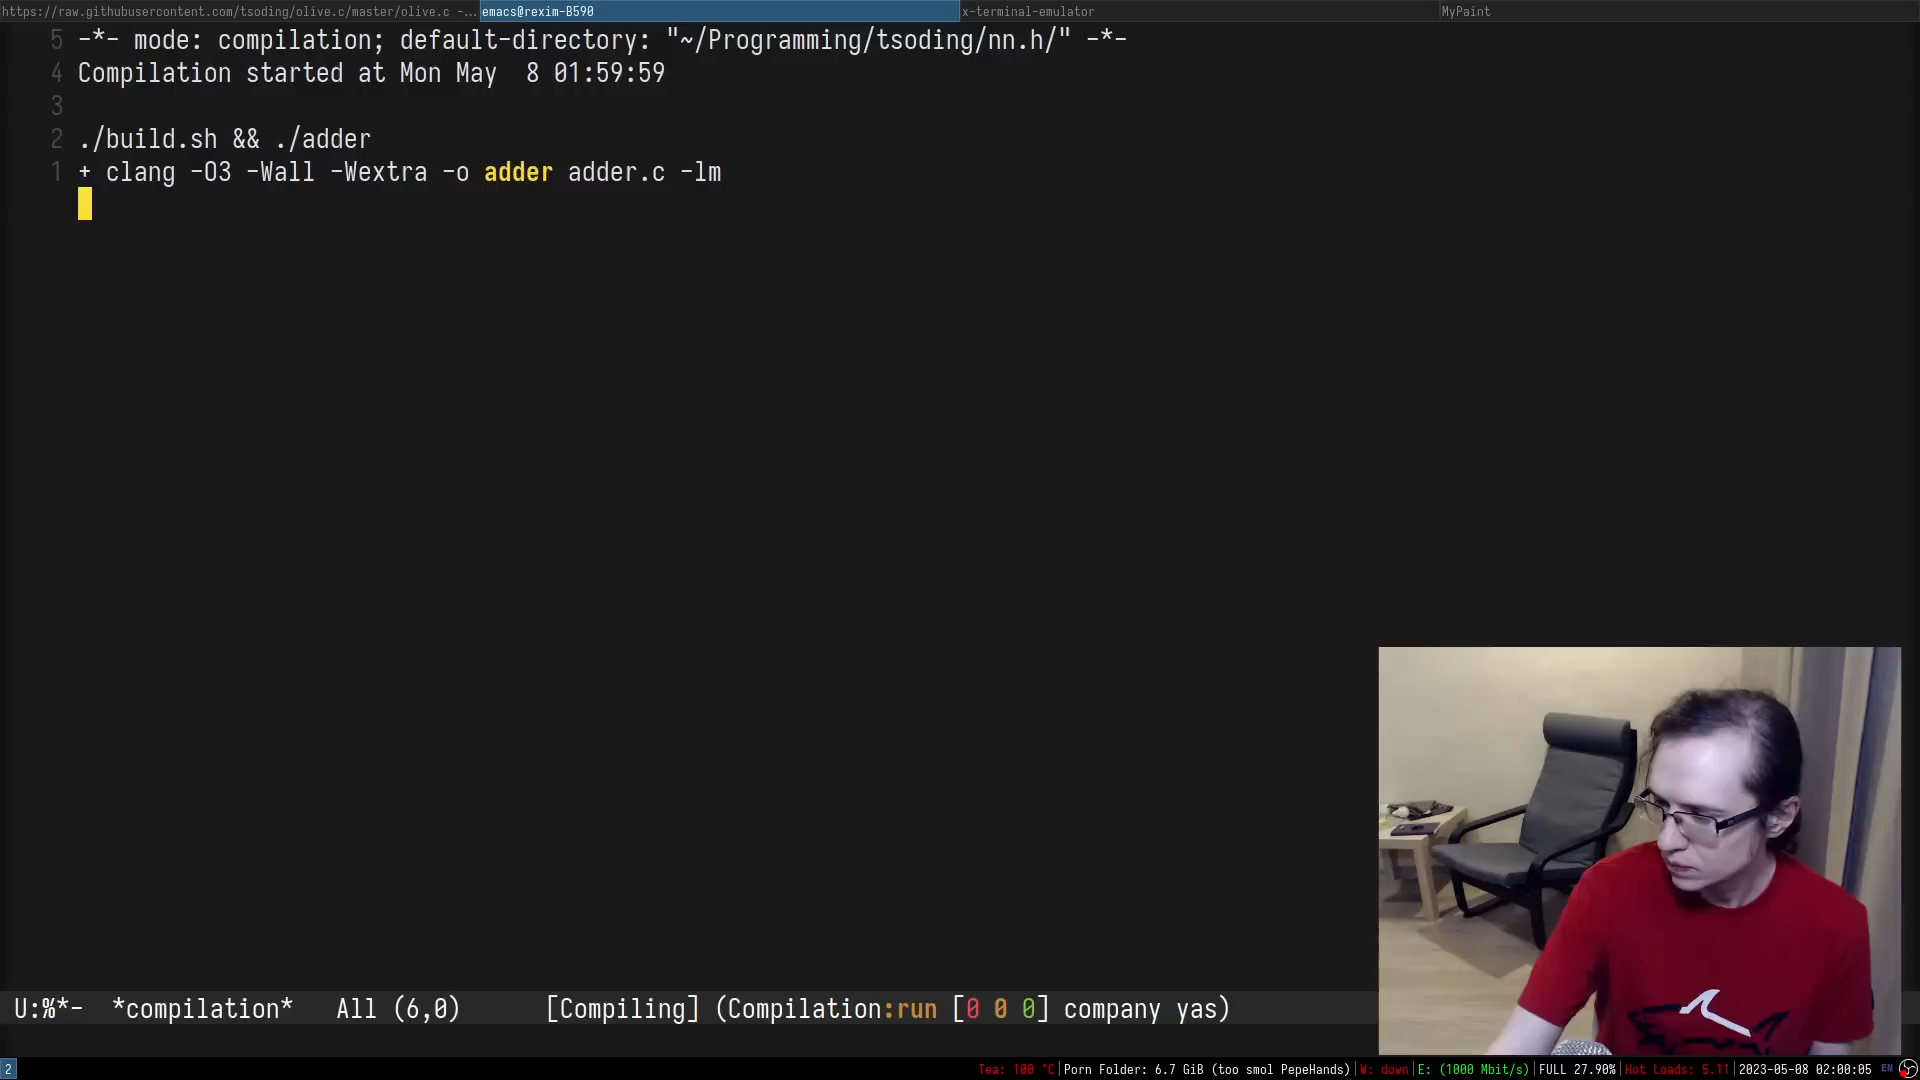 https://raw.githubusercontent.com/tsoding/olive.c/master/olive.c -... emacs@rexim-B590 x-terminal-emulator MyPaint
5 -*- mode: compilation; default-directory: "~/Programming/tsoding/nn.h/" -*-
4 Compilation started at Mon May  8 01:59:59
3
2 ./build.sh && ./adder
1 + clang -O3 -Wall -Wextra -o adder adder.c -lm
U:%*-  *compilation*   All (6,0)      [Compiling] (Compilation:run [0 0 0] company yas)
2 Tea: 100 °C|Porn Folder: 6.7 GiB (too smol PepeHands)|W: down|E: (1000 Mbit/s)|FULL 27.90%|Hot Loads: 5.11|2023-05-08 02:00:05 EN